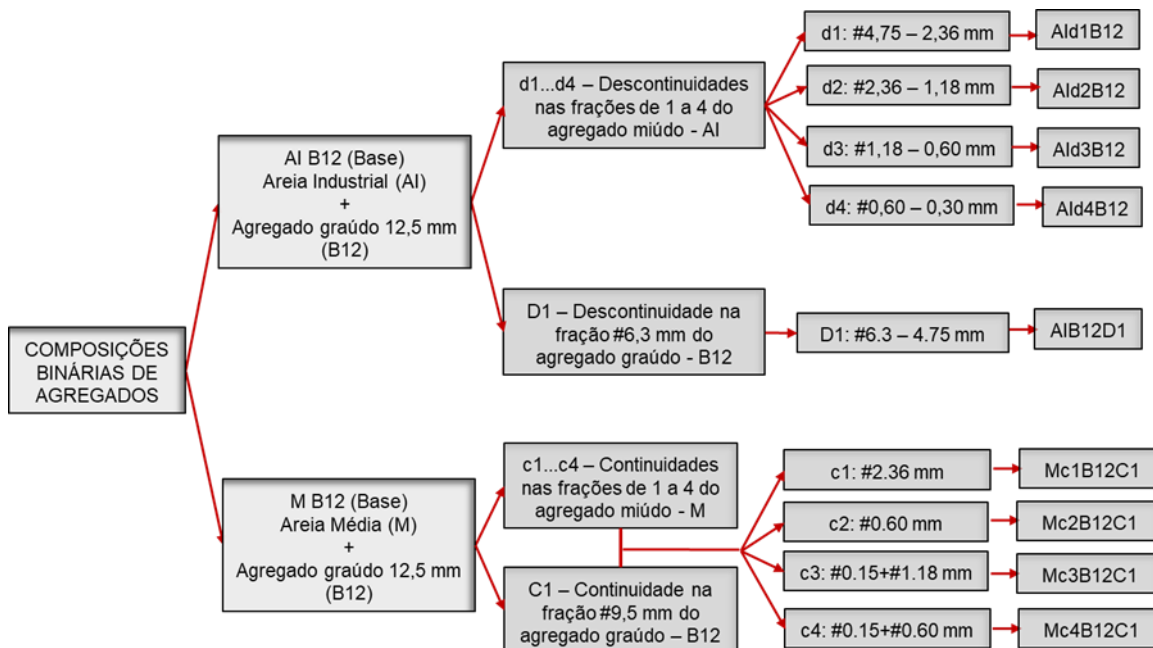 COMPOSIÇÕES
BINÁRIAS DE
AGREGADOS
AI B12 (Base)
Areia Industrial (AI)
+
Agregado graúdo 12,5 mm
(B12)
d1...d4 – Descontinuidades
nas frações de 1 a 4 do
agregado miúdo - AI
d1: #4,75 – 2,36 mm
AId1B12
d2: #2,36 – 1,18 mm
AId2B12
d3: #1,18 – 0,60 mm
AId3B12
d4: #0,60 – 0,30 mm
AId4B12
D1 – Descontinuidade na
fração #6,3 mm do
agregado graúdo - B12
D1: #6.3 – 4.75 mm
AIB12D1
M B12 (Base)
Areia Média (M)
+
Agregado graúdo 12,5 mm
(B12)
c1...c4 – Continuidades
nas frações de 1 a 4 do
agregado miúdo - M
C1 – Continuidade na
fração #9,5 mm do
agregado graúdo – B12
c1: #2.36 mm
Mc1B12C1
c2: #0.60 mm
Mc2B12C1
c3: #0.15+#1.18 mm
Mc3B12C1
c4: #0.15+#0.60 mm
Mc4B12C1